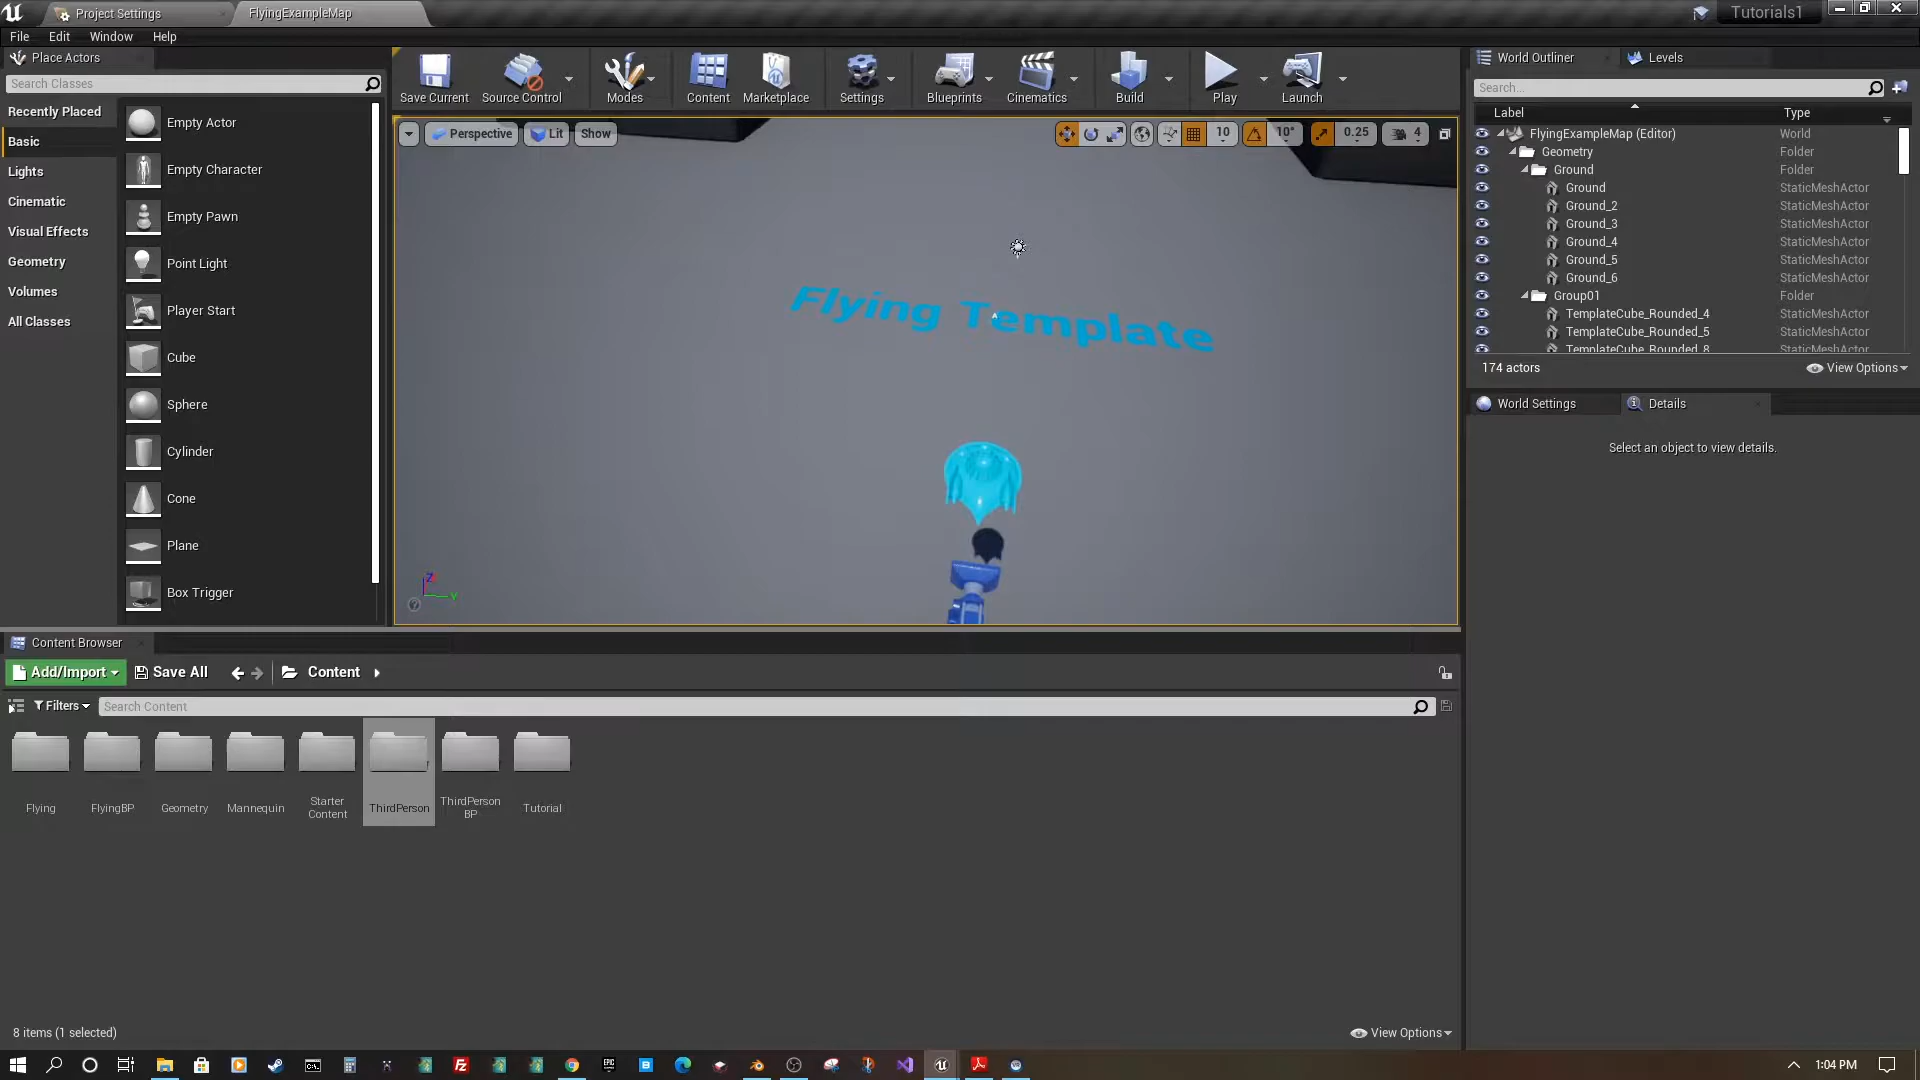 Project Settings
FlyingExampleMap
Tutorials1
File
Edit
Window
Help
Place Actors
Search Classes
Recently Placed
Basic
Lights
Cinematic
Visual Effects
Geometry
Volumes
All Classes
Empty Actor
Empty Character
Empty Pawn
Point Light
Player Start
Cube
Sphere
Cylinder
Cone
Plane
Box Trigger
Save Current
Source Control
Modes
Content
Marketplace
Settings
Blueprints
Cinematics
Build
Play
Launch
Perspective
Lit
Show
10
10°
0.25
4
Flying Template
Z
Y
World Outliner
Levels
Search...
Label
Type
FlyingExampleMap (Editor) World
Geometry Folder
Ground Folder
Ground StaticMeshActor
Ground_2 StaticMeshActor
Ground_3 StaticMeshActor
Ground_4 StaticMeshActor
Ground_5 StaticMeshActor
Ground_6 StaticMeshActor
Group01 Folder
TemplateCube_Rounded_4 StaticMeshActor
TemplateCube_Rounded_5 StaticMeshActor
TemplateCube_Rounded_8 StaticMeshActor
174 actors
View Options
World Settings
Details
Select an object to view details.
Content Browser
Add/Import
Save All
Content
Filters
Search Content
Flying
FlyingBP
Geometry
Mannequin
Starter
Content
ThirdPerson
ThirdPerson
BP
Tutorial
8 items (1 selected)
View Options
1:04 PM